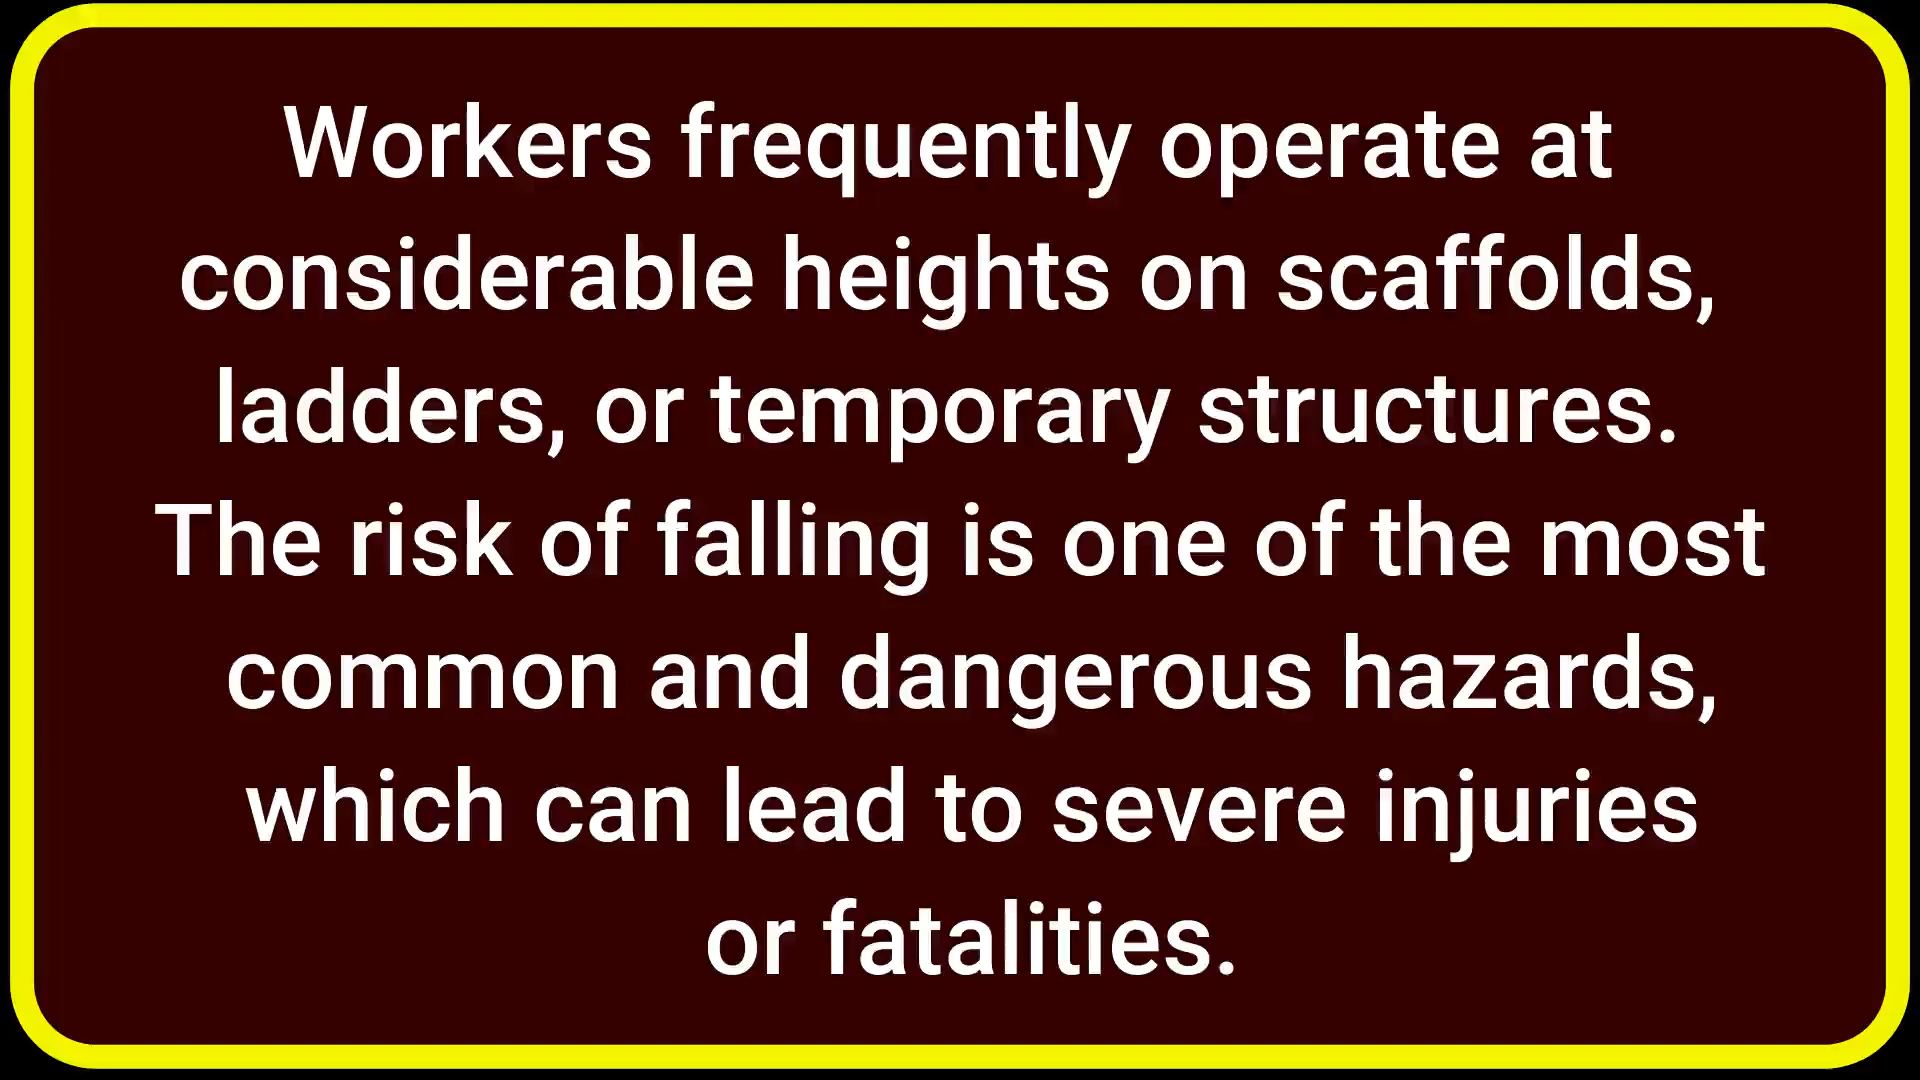 Workers frequently operate at
considerable heights on scaffolds,
ladders, or temporary structures.
The risk of falling is one of the most
common and dangerous hazards,
which can lead to severe injuries
or fatalities.